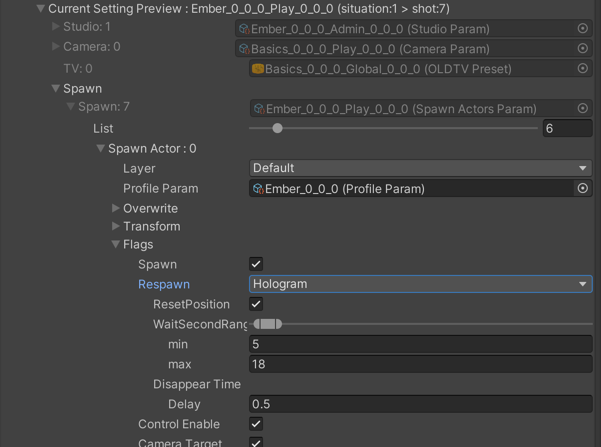 Current Setting Preview : Ember_0_0_0_Play_0_0_0 (situation:1 > shot:7)
Studio: 1 Ember_0_0_0_Admin_0_0_0 (Studio Param)
Camera: 0 Basics_0_0_0_Play_0_0_0 (Camera Param)
TV: 0 Basics_0_0_0_Global_0_0_0 (OLDTV Preset)
Spawn
Spawn: 7 Ember_0_0_0_Play_0_0_0 (Spawn Actors Param)
List 6
Spawn Actor : 0
Layer Default
Profile Param Ember_0_0_0 (Profile Param)
Overwrite
Transform
Flags
Spawn
Respawn Hologram
ResetPosition
WaitSecondRang
min 5
max 18
Disappear Time
Delay 0.5
Control Enable
Camera Target